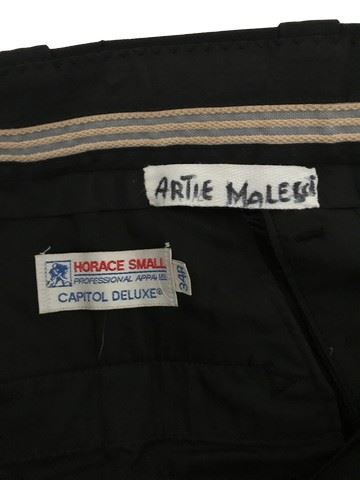 ARTIE MALESCI
HORACE SMALL
PROFESSIONAL APPAREL
CAPITOL DELUXE®
34R